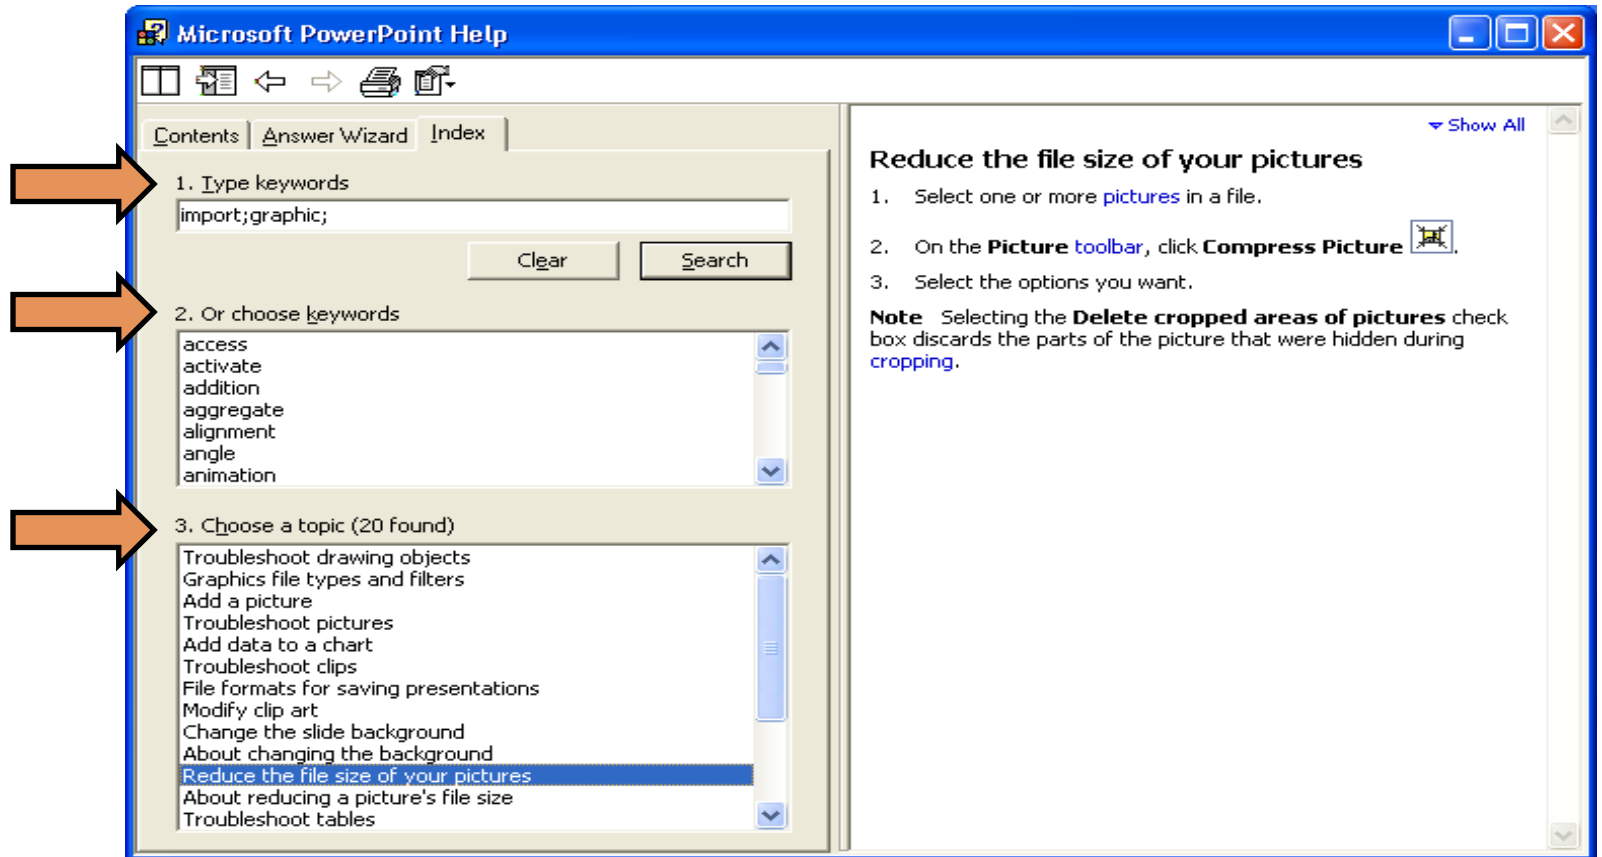 Microsoft PowerPoint Help
Contents Answer Wizard Index
1. Type keywords
import;graphic;
Clear Search
2. Or choose keywords
access
activate
addition
aggregate
alignment
angle
animation
3. Choose a topic (20 found)
Troubleshoot drawing objects
Graphics file types and filters
Add a picture
Troubleshoot pictures
Add data to a chart
Troubleshoot clips
File formats for saving presentations
Modify clip art
Change the slide background
About changing the background
Reduce the file size of your pictures
About reducing a picture's file size
Troubleshoot tables
Show All
Reduce the file size of your pictures
1. Select one or more pictures in a file.
2. On the Picture toolbar, click Compress Picture .
3. Select the options you want.
Note Selecting the Delete cropped areas of pictures check
box discards the parts of the picture that were hidden during
cropping.